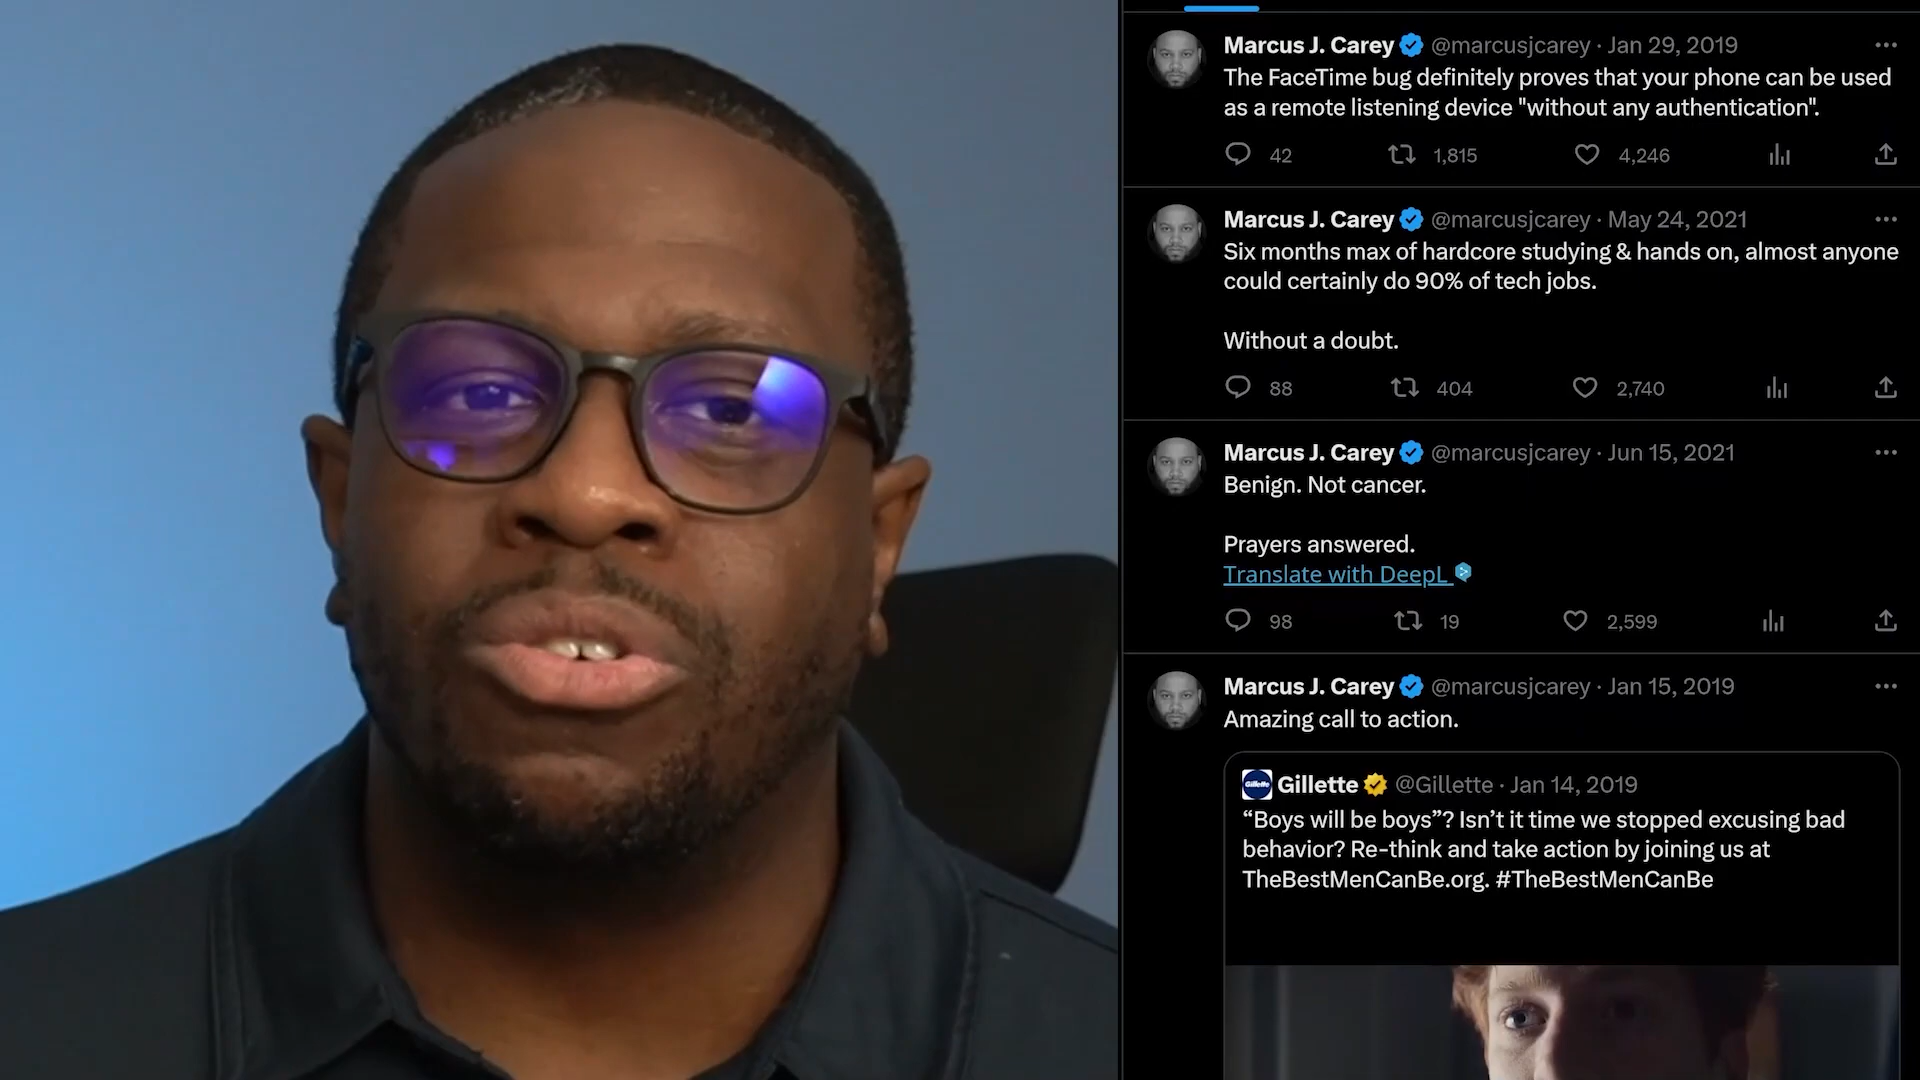 Marcus J. Carey @marcusjcarey · Jan 29, 2019
The FaceTime bug definitely proves that your phone can be used
as a remote listening device "without any authentication".
42 1,815 4,246
Marcus J. Carey @marcusjcarey · May 24, 2021
Six months max of hardcore studying & hands on, almost anyone
could certainly do 90% of tech jobs.
Without a doubt.
88 404 2,740
Marcus J. Carey @marcusjcarey · Jun 15, 2021
Benign. Not cancer.
Prayers answered.
Translate with DeepL
98 19 2,599
Marcus J. Carey @marcusjcarey · Jan 15, 2019
Amazing call to action.
Gillette Gillette @Gillette · Jan 14, 2019
“Boys will be boys”? Isn’t it time we stopped excusing bad
behavior? Re-think and take action by joining us at
TheBestMenCanBe.org. #TheBestMenCanBe